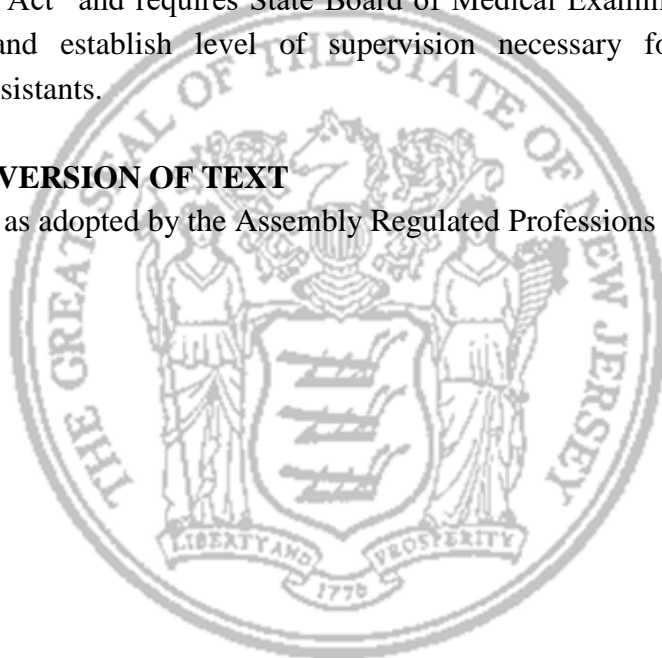 Act" and requires State Board of Medical Examin
and establish level of supervision necessary fo
sistants.
VERSION OF TEXT
as adopted by the Assembly Regulated Professions
THE GREAT SEAL OF THE STATE OF NEW JERSEY
LIBERTY AND
PROSPERITY
1776